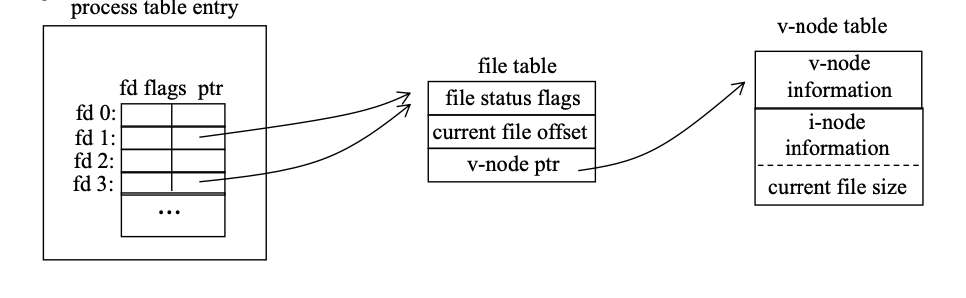 process table entry
fd flags ptr
fd 0:
fd 1:
fd 2:
fd 3:
...
file table
file status flags
current file offset
v-node ptr
v-node table
v-node
information
i-node
information
current file size